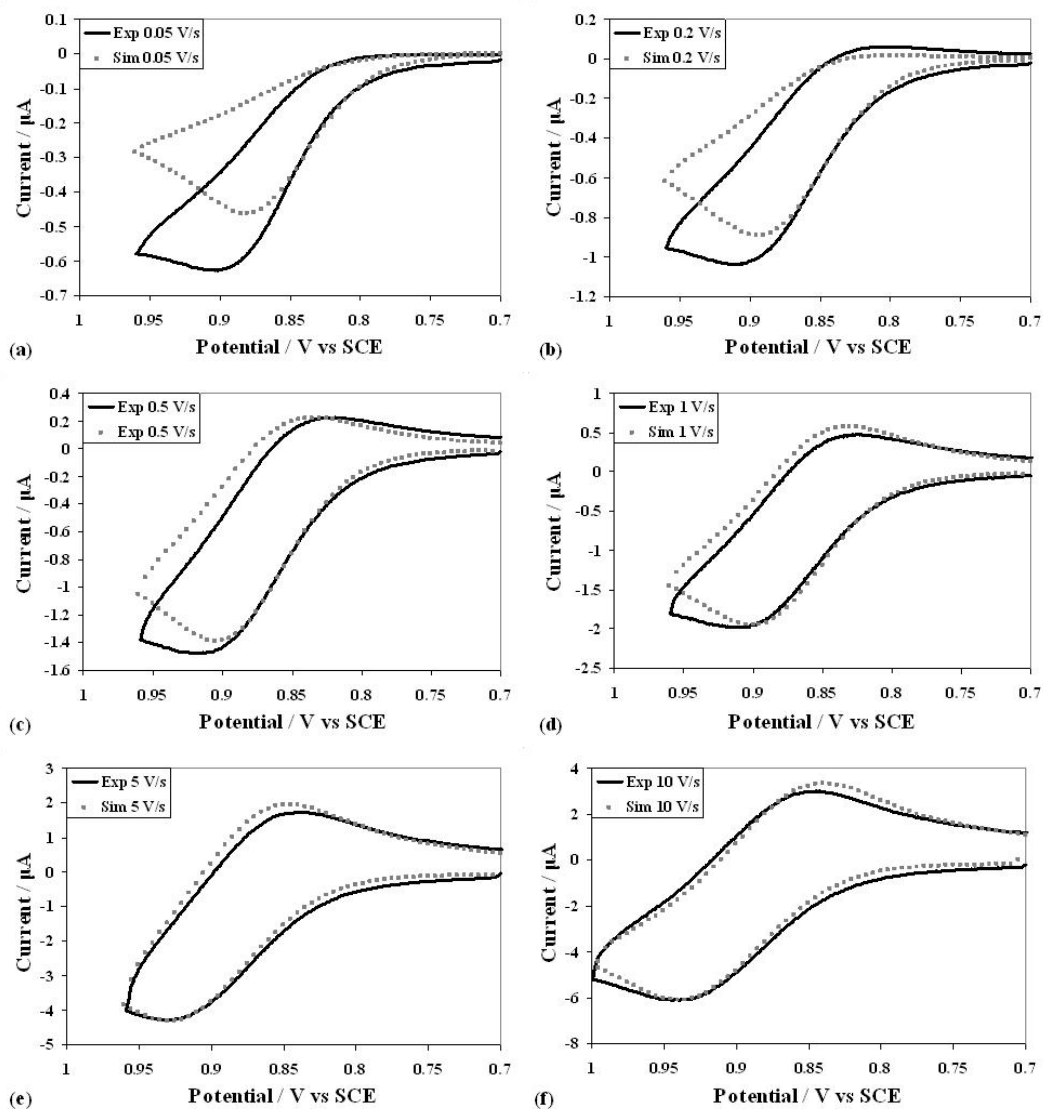 0.1
0
-0.1
-0.2
-0.3
-0.4
-0.5
-0.6
-0.7
Exp 0.05 V/s
Sim 0.05 V/s
Current / µA
1 0.95 0.9 0.85 0.8 0.75 0.7
(a) Potential / V vs SCE
0.2
0
-0.2
-0.4
-0.6
-0.8
-1
-1.2
Exp 0.2 V/s
Sim 0.2 V/s
Current / µA
1 0.95 0.9 0.85 0.8 0.75 0.7
(b) Potential / V vs SCE
0.4
0.2
0
-0.2
-0.4
-0.6
-0.8
-1
-1.2
-1.4
-1.6
Exp 0.5 V/s
Exp 0.5 V/s
Current / µA
1 0.95 0.9 0.85 0.8 0.75 0.7
(c) Potential / V vs SCE
1
0.5
0
-0.5
-1
-1.5
-2
-2.5
Exp 1 V/s
Sim 1 V/s
Current / µA
1 0.95 0.9 0.85 0.8 0.75 0.7
(d) Potential / V vs SCE
3
2
1
0
-1
-2
-3
-4
-5
Exp 5 V/s
Sim 5 V/s
Current / µA
1 0.95 0.9 0.85 0.8 0.75 0.7
(e) Potential / V vs SCE
4
2
0
-2
-4
-6
-8
Exp 10 V/s
Sim 10 V/s
Current / µA
1 0.95 0.9 0.85 0.8 0.75 0.7
(f) Potential / V vs SCE